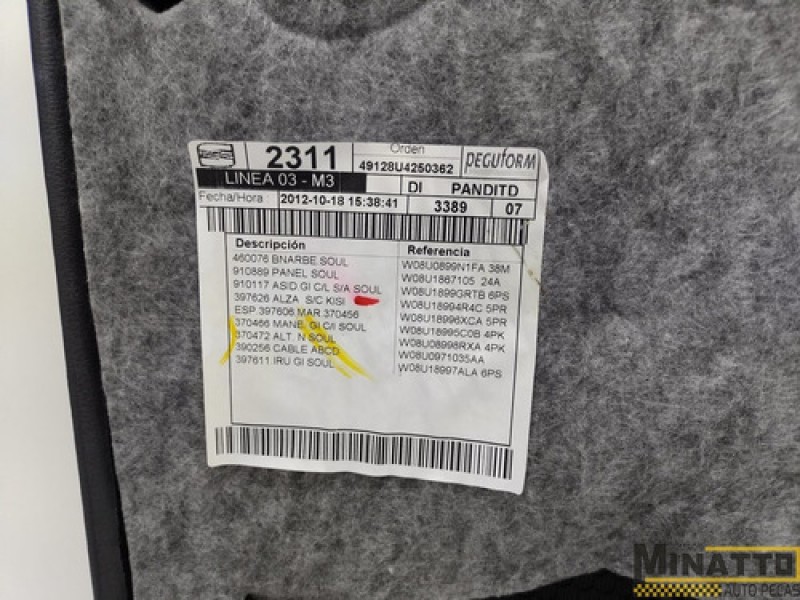 2311
Orden
49128U4250362
PEGUFORM
LINEA 03 - M3
DI PANDITD
Fecha/Hora 2012-10-18 15:38:41
3389 07
Descripción Referencia
460076 BNARBE SOUL W08U0899N1FA 38M
910889 PANEL SOUL W08U1867105 24A
910117 ASID.GI C/L S/A SOUL W08U1899GRTB 6PS
397626 ALZA S/C KISI W08U18994R4C 5PR
ESP 397606 MAR.370456 W08U18996XCA 5PR
370466 MANE. GI C/I SOUL W08U18995C0B 4PK
370472 ALT. N SOUL W08U08998RXA 4PK
390256 CABLE ABCD W08U0971035AA
397611 IRU GI SOUL W08U18997ALA 6PS
MINATTO
AUTO PEÇAS